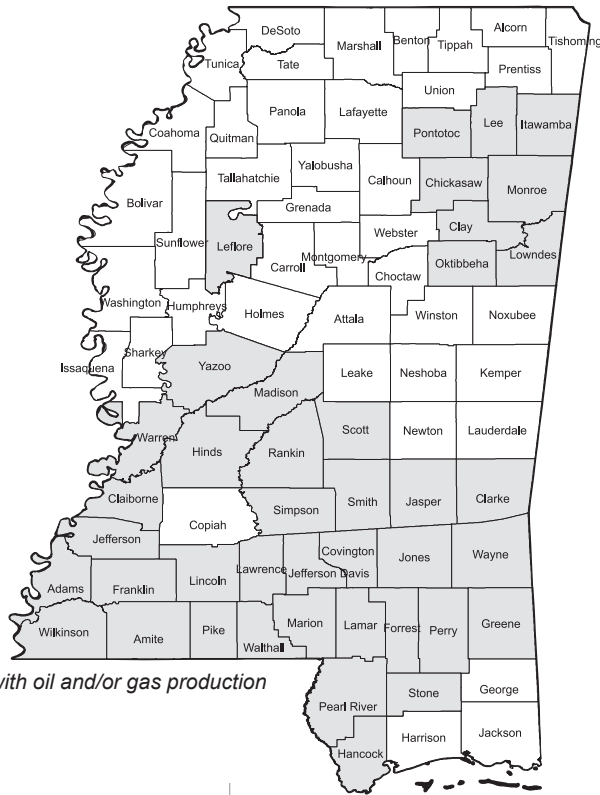 DeSoto
Marshall
Benton
Tippah
Alcorn
Tishoming
Tunica
Tate
Prentiss
Union
Panola
Lafayette
Pontotoc
Lee
Itawamba
Coahoma
Quitman
Yalobusha
Tallahatchie
Calhoun
Chickasaw
Monroe
Bolivar
Grenada
Sunflower
Leflore
Webster
Clay
Montgomery
Carroll
Choctaw
Oktibbeha
Lowndes
Washington
Humphreys
Holmes
Attala
Winston
Noxubee
Sharkey
Issaquena
Yazoo
Madison
Leake
Neshoba
Kemper
Warren
Hinds
Rankin
Scott
Newton
Lauderdale
Claiborne
Copiah
Simpson
Smith
Jasper
Clarke
Jefferson
Adams
Franklin
Lincoln
Lawrence
Jefferson Davis
Covington
Jones
Wayne
Wilkinson
Amite
Pike
Walthall
Marion
Lamar
Forrest
Perry
Greene
with oil and/or gas production
Pearl River
Stone
George
Hancock
Harrison
Jackson